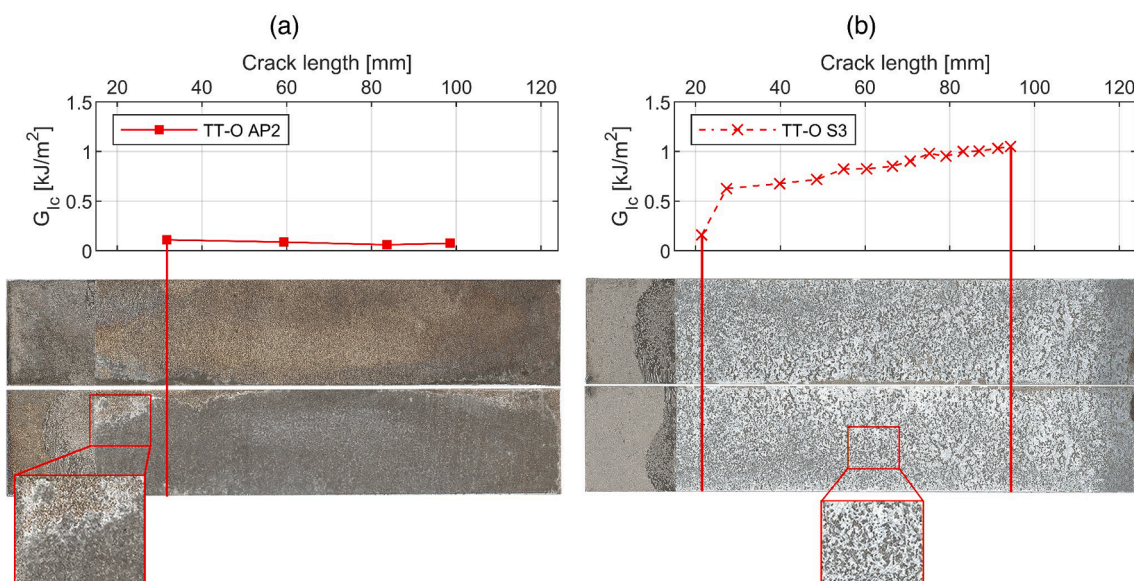 (a)
Crack length [mm]
20 40 60 80 100 120
1.5
1
0.5
0
G_Ic [kJ/m²]
TT-O AP2
(b)
Crack length [mm]
20 40 60 80 100 120
1.5
1
0.5
0
G_Ic [kJ/m²]
TT-O S3